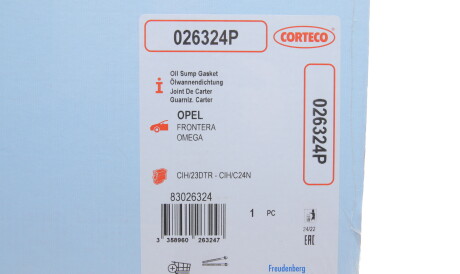 026324P
CORTECO
Oil Sump Gasket
Ölwannendichtung
Joint De Carter
Guarniz. Carter
OPEL
FRONTERA
OMEGA
026324P
CIH/23DTR - CIH/C24N
83026324
1 PC
3 358960 263247
24/22
EAC
Freudenberg